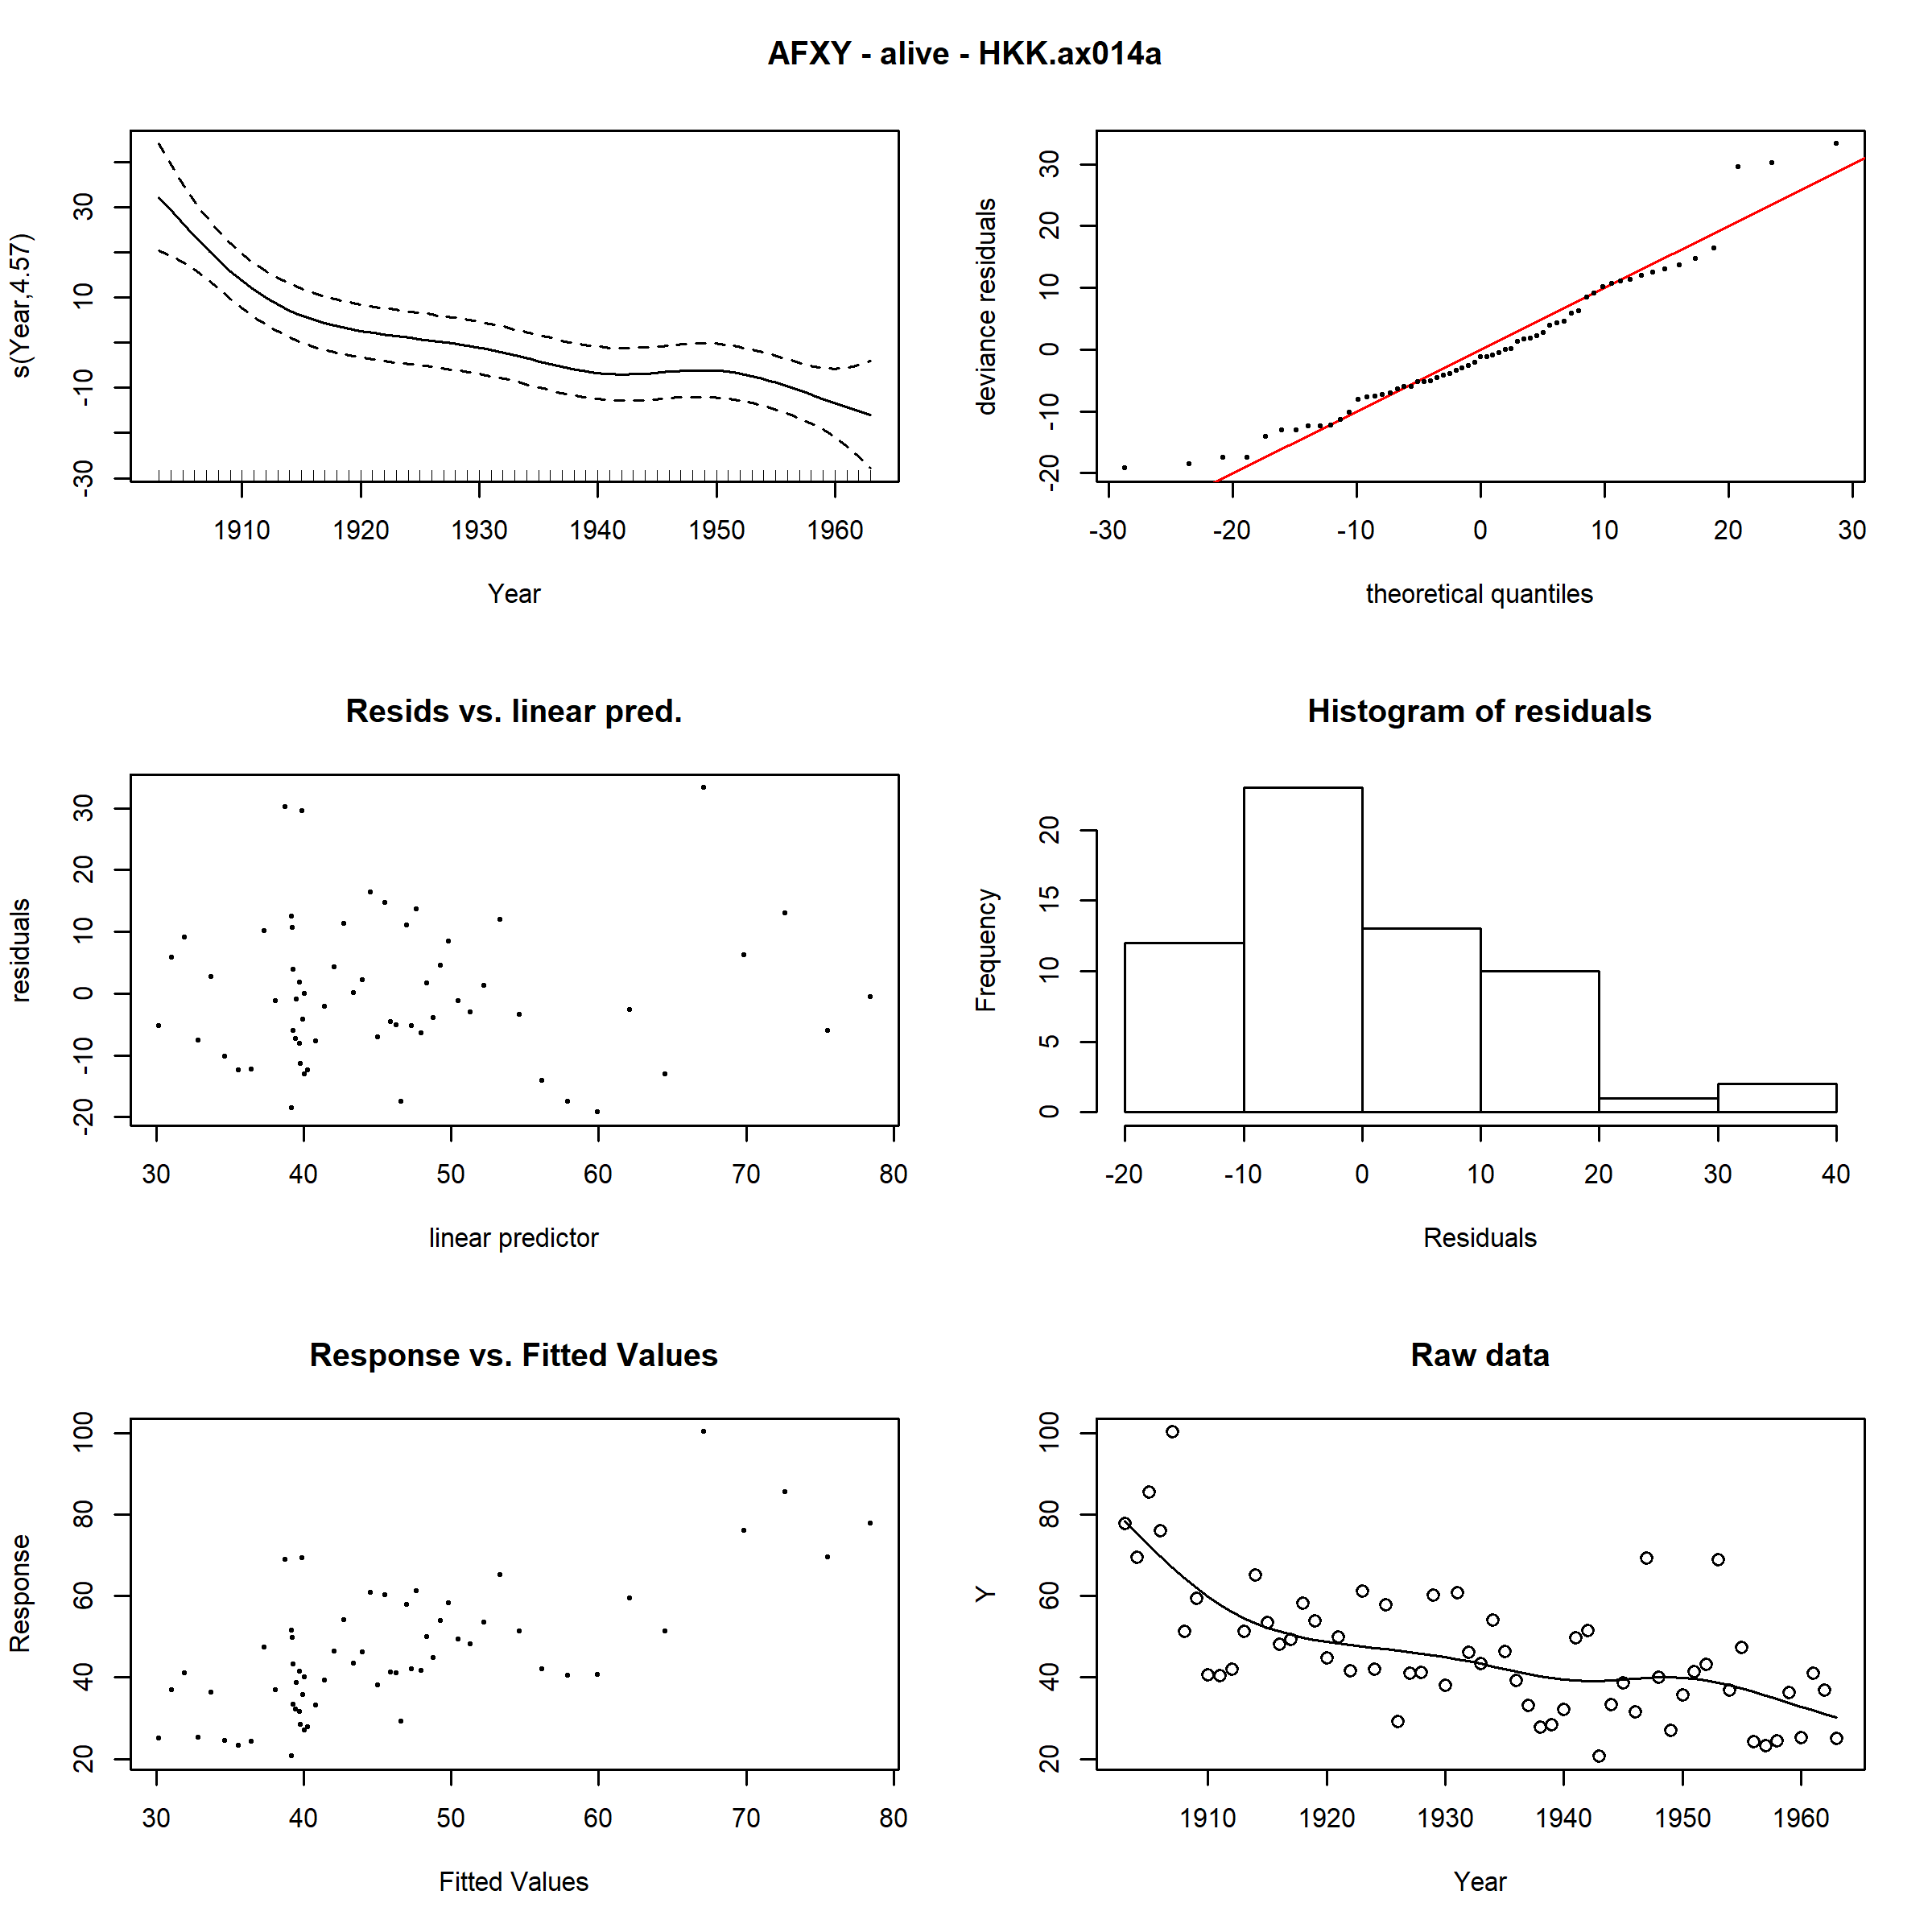 AFXY - alive - HKK.ax014a
s(Year,4.57)
-30 -10 10 30
1910 1920 1930 1940 1950 1960
Year
deviance residuals
-20 -10 0 10 20 30
-30 -20 -10 0 10 20 30
theoretical quantiles
Resids vs. linear pred.
residuals
-20 -10 0 10 20 30
30 40 50 60 70 80
linear predictor
Histogram of residuals
Frequency
0 5 10 15 20
-20 -10 0 10 20 30 40
Residuals
Response vs. Fitted Values
Response
20 40 60 80 100
30 40 50 60 70 80
Fitted Values
Raw data
Y
20 40 60 80 100
1910 1920 1930 1940 1950 1960
Year